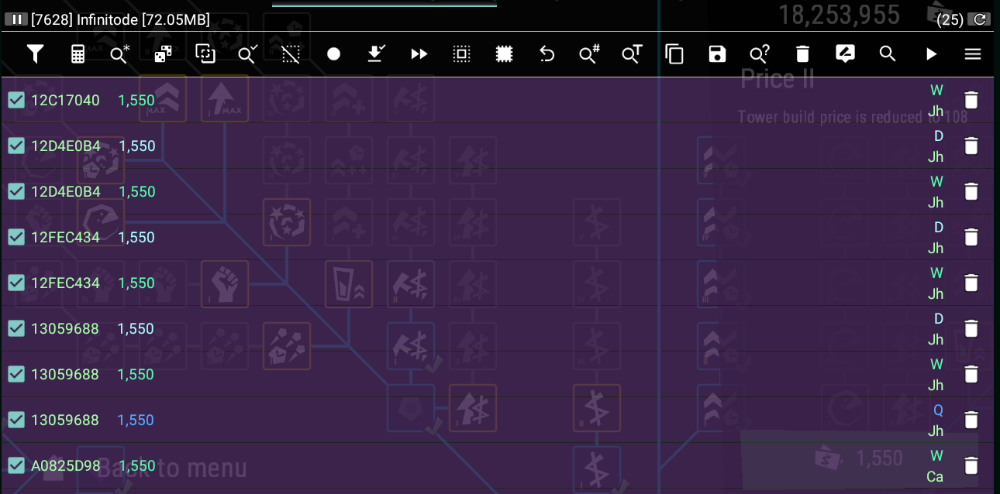 [7628] Infinitode [72.05MB]
18,253,955
(25)
Price II
Tower build price is reduced to 108
12C17040 1,550 W Jh
12D4E0B4 1,550 D Jh
12D4E0B4 1,550 W Jh
12FEC434 1,550 D Jh
12FEC434 1,550 W Jh
13059688 1,550 D Jh
13059688 1,550 W Jh
13059688 1,550 Q Jh
A0825D98 1,550 W Ca
Back to menu
1,550